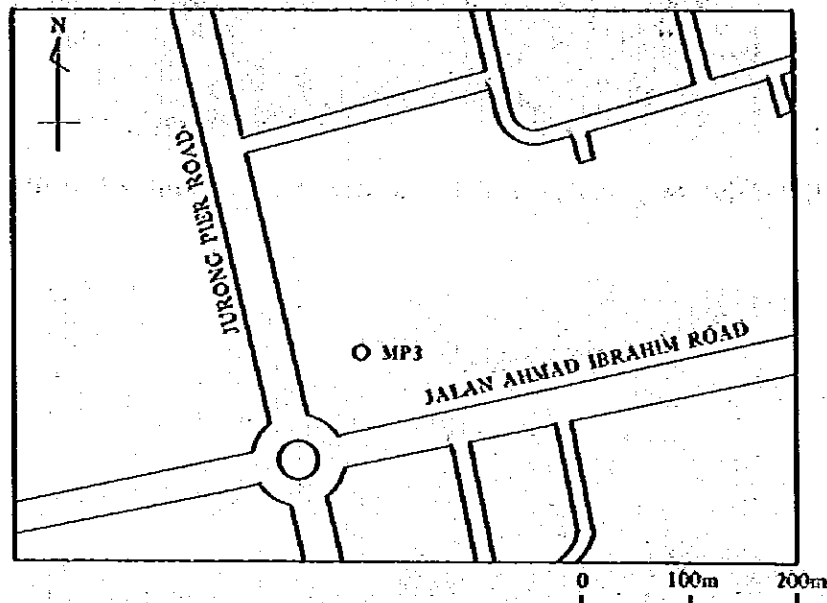 N
JURONG PIER ROAD
MP3
JALAN AHMAD IBRAHIM ROAD
0 100m 200m